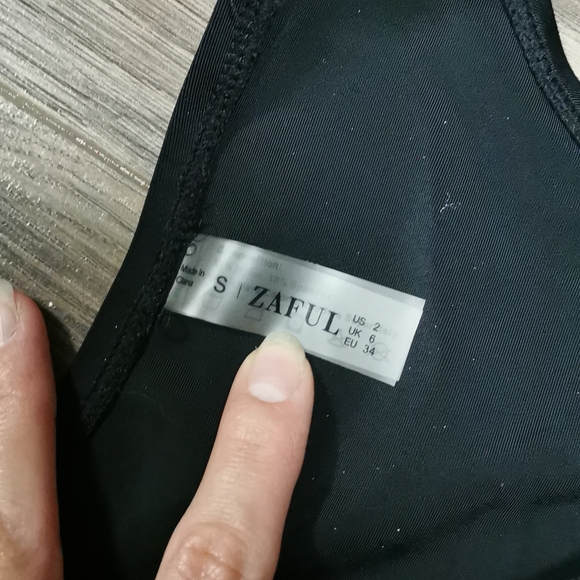 Made in
China
S | ZAFUL
US 2
UK 6
EU 34